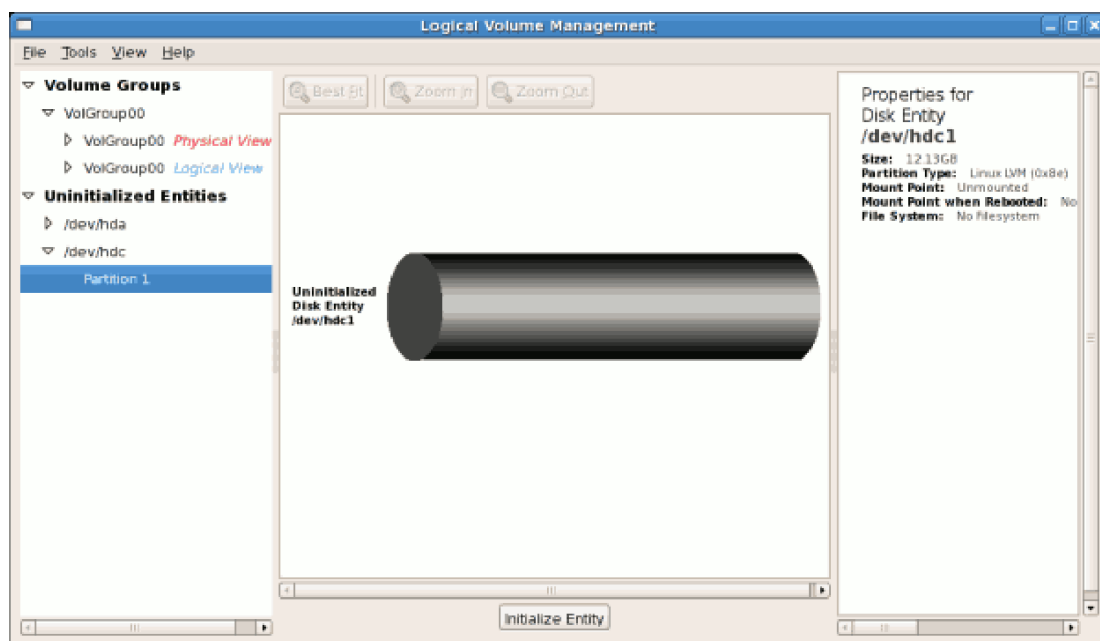 Logical Volume Management
File Tools View Help
Volume Groups
VolGroup00
VolGroup00 Physical View
VolGroup00 Logical View
Uninitialized Entities
/dev/hda
/dev/hdc
Partition 1
Best Fit Zoom In Zoom Out
Uninitialized
Disk Entity
/dev/hdc1
Initialize Entity
Properties for
Disk Entity
/dev/hdc1
Size: 12.13GB
Partition Type: Linux LVM (0x8e)
Mount Point: Unmounted
Mount Point when Rebooted: No
File System: No filesystem